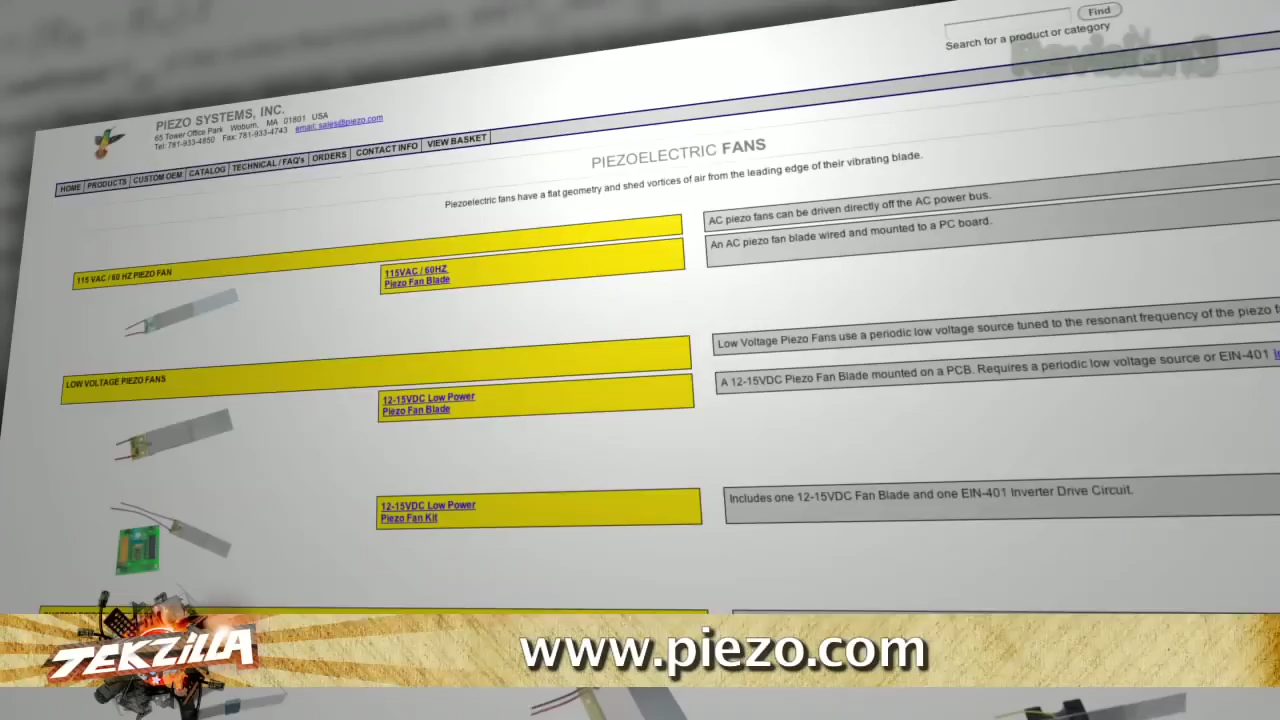 Find
Search for a product or category
Revision3
PIEZO SYSTEMS, INC.
65 Tower Office Park Woburn, MA 01801 USA
Tel: 781-933-4850 Fax: 781-933-4743 email: sales@piezo.com
HOME PRODUCTS CUSTOM OEM CATALOG TECHNICAL / FAQ's ORDERS CONTACT INFO VIEW BASKET
PIEZOELECTRIC FANS
Piezoelectric fans have a flat geometry and shed vortices of air from the leading edge of their vibrating blade.
115 VAC / 60 HZ PIEZO FAN
AC piezo fans can be driven directly off the AC power bus.
115VAC / 60HZ
Piezo Fan Blade
An AC piezo fan blade wired and mounted to a PC board.
LOW VOLTAGE PIEZO FANS
Low Voltage Piezo Fans use a periodic low voltage source tuned to the resonant frequency of the piezo
12-15VDC Low Power
Piezo Fan Blade
A 12-15VDC Piezo Fan Blade mounted on a PCB. Requires a periodic low voltage source or EIN-401
12-15VDC Low Power
Piezo Fan Kit
Includes one 12-15VDC Fan Blade and one EIN-401 Inverter Drive Circuit.
TEKZILLA
www.piezo.com